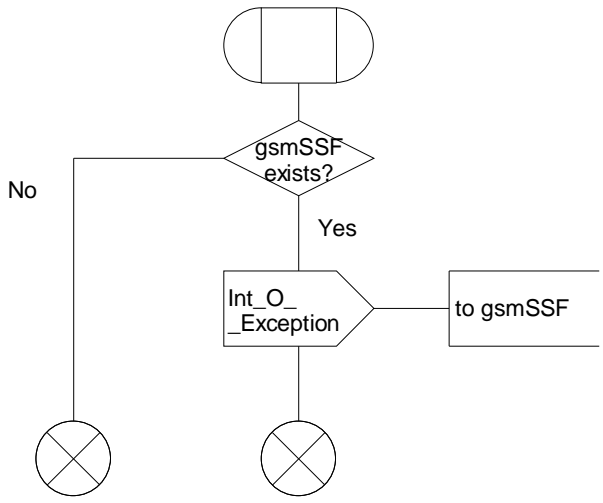 gsmSSF
exists?
No
Yes
Int_O_
_Exception
to gsmSSF